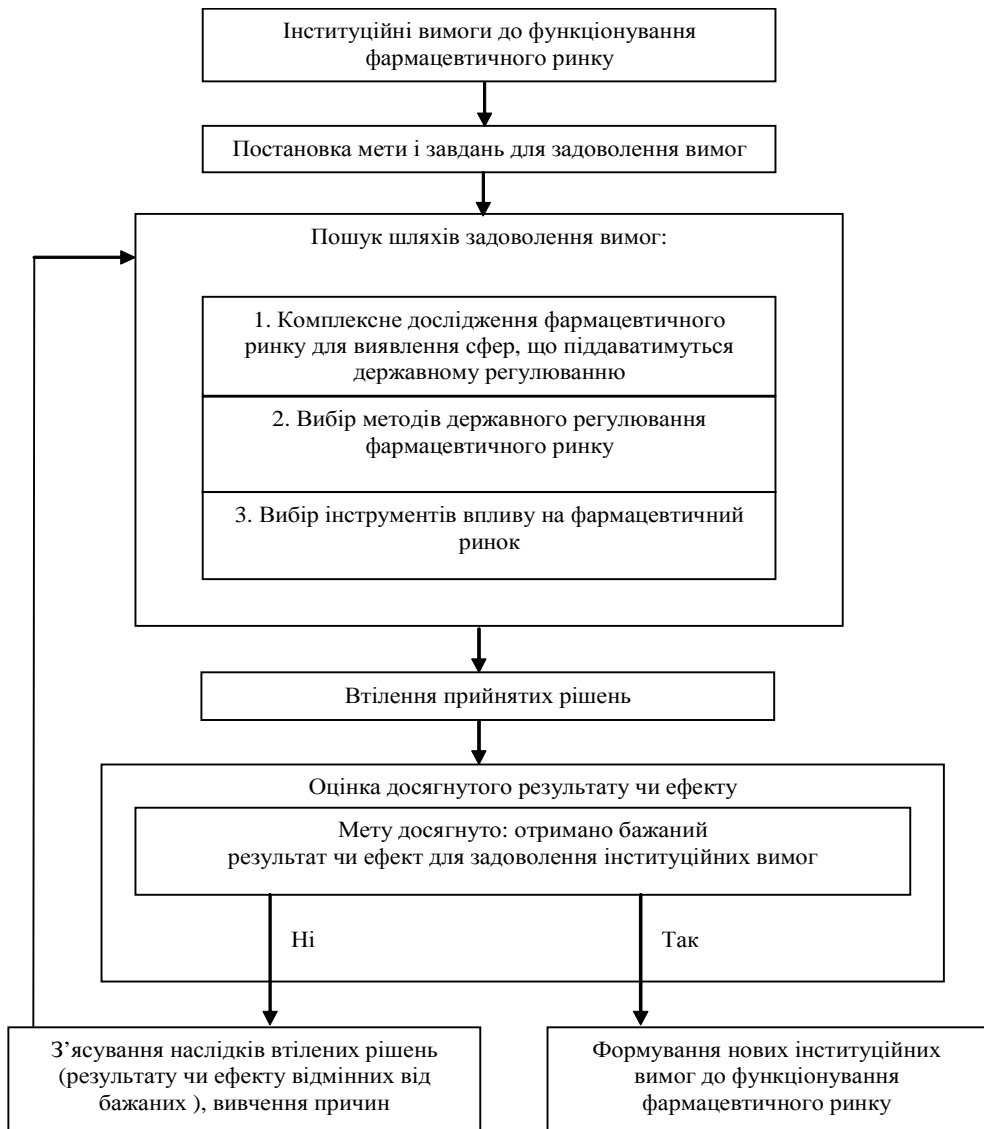 Інституційні вимоги до функціонування
фармацевтичного ринку
Постановка мети і завдань для задоволення вимог
Пошук шляхів задоволення вимог:
1. Комплексне дослідження фармацевтичного
ринку для виявлення сфер, що піддаватимуться
державному регулюванню
2. Вибір методів державного регулювання
фармацевтичного ринку
3. Вибір інструментів впливу на фармацевтичний
ринок
Втілення прийнятих рішень
Оцінка досягнутого результату чи ефекту
Мету досягнуто: отримано бажаний
результат чи ефект для задоволення інституційних вимог
Ні
Так
З’ясування наслідків втілених рішень
(результату чи ефекту відмінних від
бажаних ), вивчення причин
Формування нових інституційних
вимог до функціонування
фармацевтичного ринку